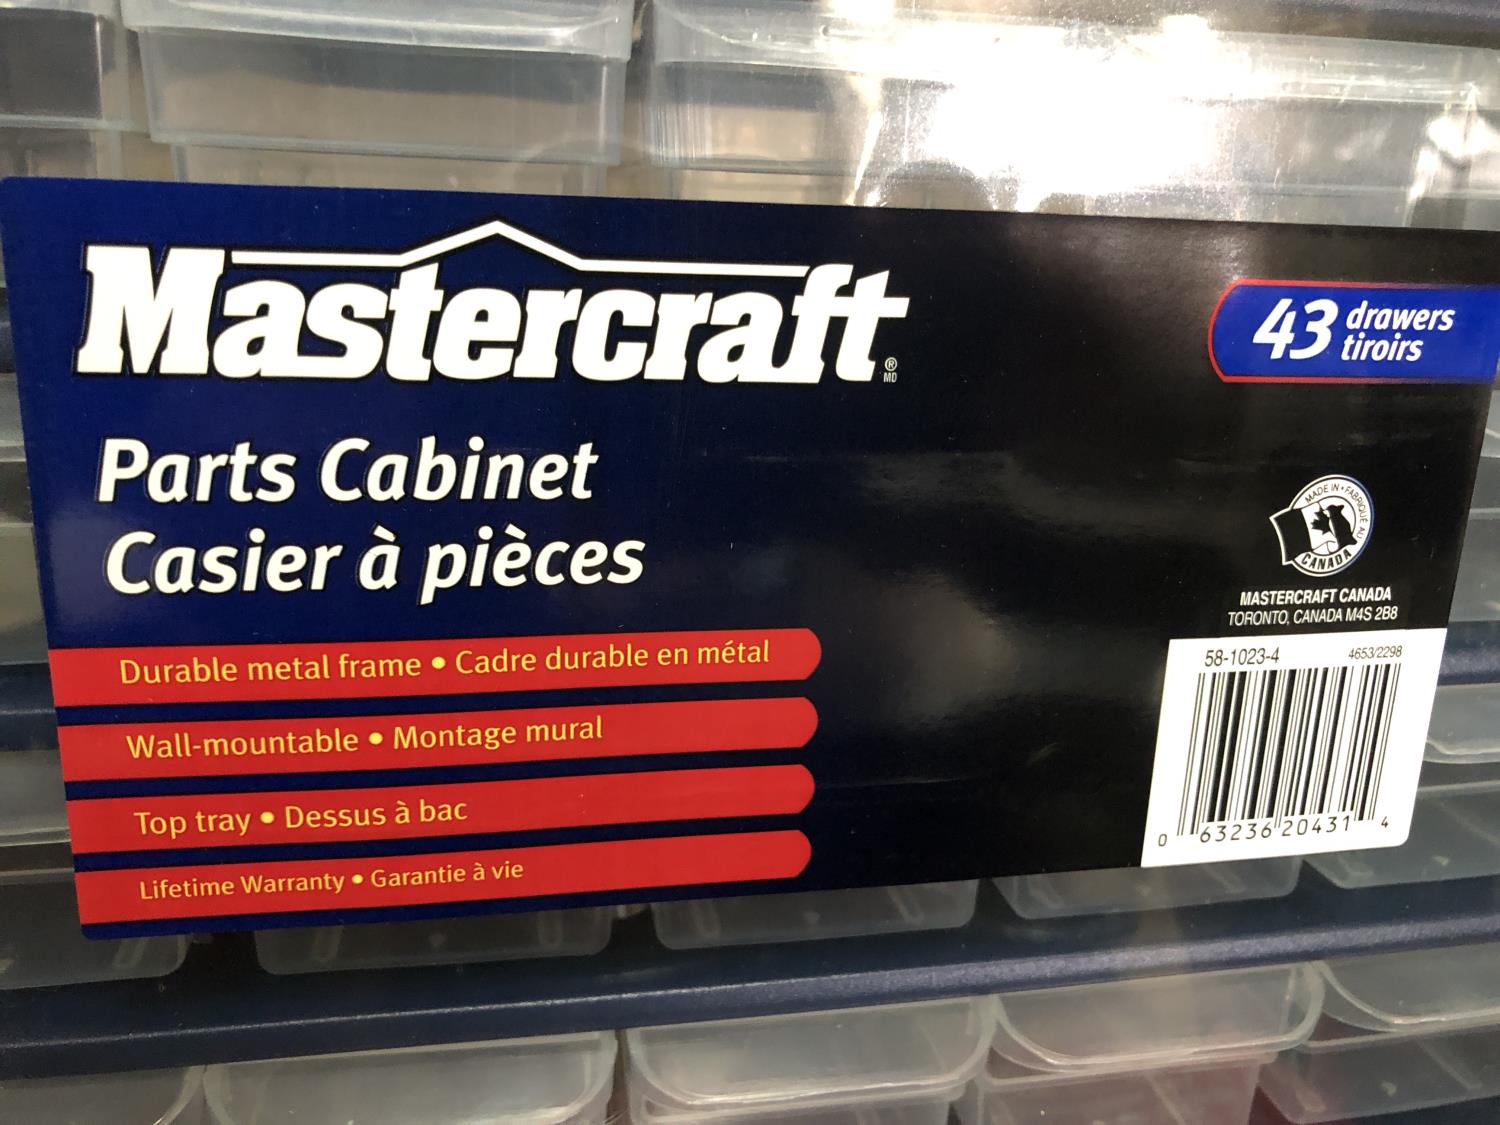 Mastercraft
®
MD
43 drawers
tiroirs
Parts Cabinet
Casier à pièces
MADE IN • FABRIQUÉ AU
CANADA
MASTERCRAFT CANADA
TORONTO, CANADA M4S 2B8
Durable metal frame • Cadre durable en métal
Wall-mountable • Montage mural
Top tray • Dessus à bac
Lifetime Warranty • Garantie à vie
58-1023-4
4653/2298
0 63236 20431 4